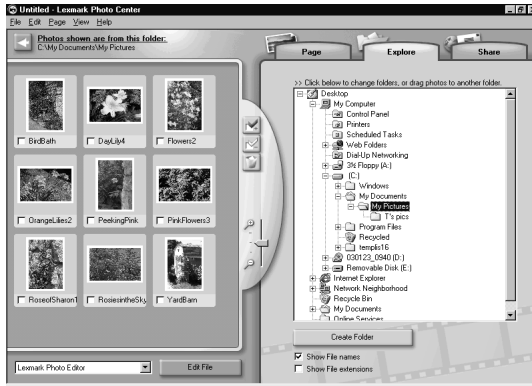 Untitled - Lexmark Photo Center
File Edit Page View Help
Photos shown are from this folder:
C:\My Documents\My Pictures
BirdBath
DayLily4
Flowers2
OrangeLilies2
PeekingPink
PinkFlowers3
RoseofSharon1
RosiesintheSky
YardBarn
Lexmark Photo Editor
Edit File
Page
Explore
Share
>> Click below to change folders, or drag photos to another folder.
Desktop
My Computer
Control Panel
Printers
Scheduled Tasks
Web Folders
Dial-Up Networking
3½ Floppy (A:)
(C:)
Windows
My Documents
My Pictures
T's pics
Program Files
Recycled
templis16
030123_0940 (D:)
Removable Disk (E:)
Internet Explorer
Network Neighborhood
Recycle Bin
My Documents
Online Services
Create Folder
Show File names
Show File extensions